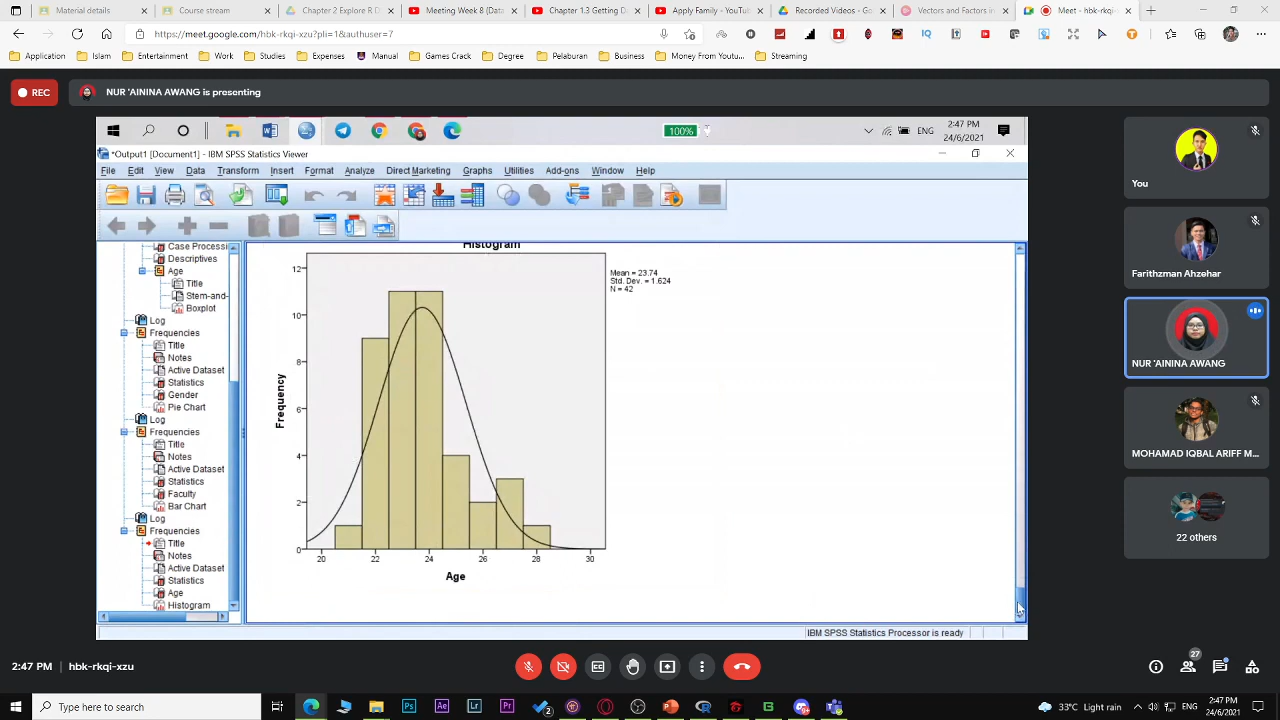 Material details
Course stream
Chapter 2 Explore R D
Meeting Week 8 (Data
Chapter 1.3 Getting D
Apply Family - YouTu
Recorded Videos - Go
Vectors and Factors in
Meet - hbk-rkqi-
https://meet.google.com/hbk-rkqi-xzu?pli=1&authuser=7
Application
Islam
Entertainment
Work
Studies
Expenses
Manual
Games Crack
Degree
Pelaburan
Business
Money From Youtu...
Streaming
REC
NUR 'AININA AWANG is presenting
100%
ENG
2:47 PM
24/6/2021
*Output1 [Document1] - IBM SPSS Statistics Viewer
File Edit View Data Transform Insert Format Analyze Direct Marketing Graphs Utilities Add-ons Window Help
Case Processi
Descriptives
Age
Title
Stem-and-
Boxplot
Log
Frequencies
Title
Notes
Active Dataset
Statistics
Gender
Pie Chart
Log
Frequencies
Title
Notes
Active Dataset
Statistics
Faculty
Bar Chart
Log
Frequencies
Title
Notes
Active Dataset
Statistics
Age
Histogram
Histogram
Mean = 23.74
Std. Dev. = 1.624
N = 42
12
10
8
6
4
2
0
Frequency
20 22 24 26 28 30
Age
IBM SPSS Statistics Processor is ready
You
Farithzman Ahzehar
NUR 'AININA AWANG
MOHAMAD IQBAL ARIFF M...
22 others
2:47 PM | hbk-rkqi-xzu
27
Type here to search
Ps
Ae
Lr
Pr
2
33°C Light rain
ENG
2:47 PM
24/6/2021